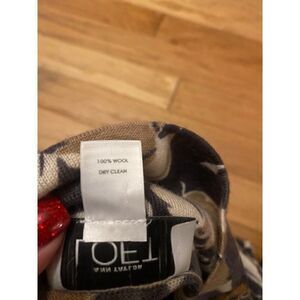 100% WOOL
DRY CLEAN
LOFT
ANN TAYLOR